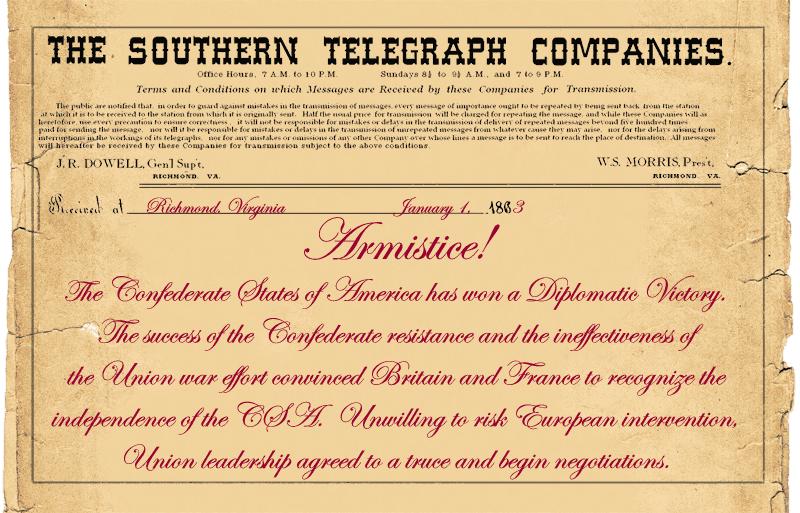 THE SOUTHERN TELEGRAPH COMPANIES.
Office Hours, 7 A.M. to 10 P.M. Sundays 8½ to 9½ A.M., and 7 to 9 P.M.
Terms and Conditions on which Messages are Received by these Companies for Transmission.
The public are notified that, in order to guard against mistakes in the transmission of messages, every message of importance ought to be repeated by being sent back from the station
at which it is to be received to the station from which it is originally sent. Half the usual price for transmission will be charged for repeating the message, and while these Companies will as
heretofore, use every precaution to ensure correctness, it will not be responsible for mistakes or delays in the transmission of delivery of repeated messages beyond five hundred times
paid for sending the message, nor will it be responsible for mistakes or delays in the transmission of unrepeated messages from whatever cause they may arise, nor for the delays arising from
interruptions in the workings of its telegraphs, nor for any mistakes or omissions of any other Company over whose lines a message is to be sent to reach the place of destination. All messages
will hereafter be received by these Companies for transmission subject to the above conditions.
J. R. DOWELL, Gen'l Sup't, W. S. MORRIS, Pres't,
RICHMOND, VA. RICHMOND, VA.
Received at Richmond, Virginia January 1, 1863
Armistice!
The Confederate States of America has won a Diplomatic Victory.
The success of the Confederate resistance and the ineffectiveness of
the Union war effort convinced Britain and France to recognize the
independence of the CSA. Unwilling to risk European intervention,
Union leadership agreed to a truce and begin negotiations.